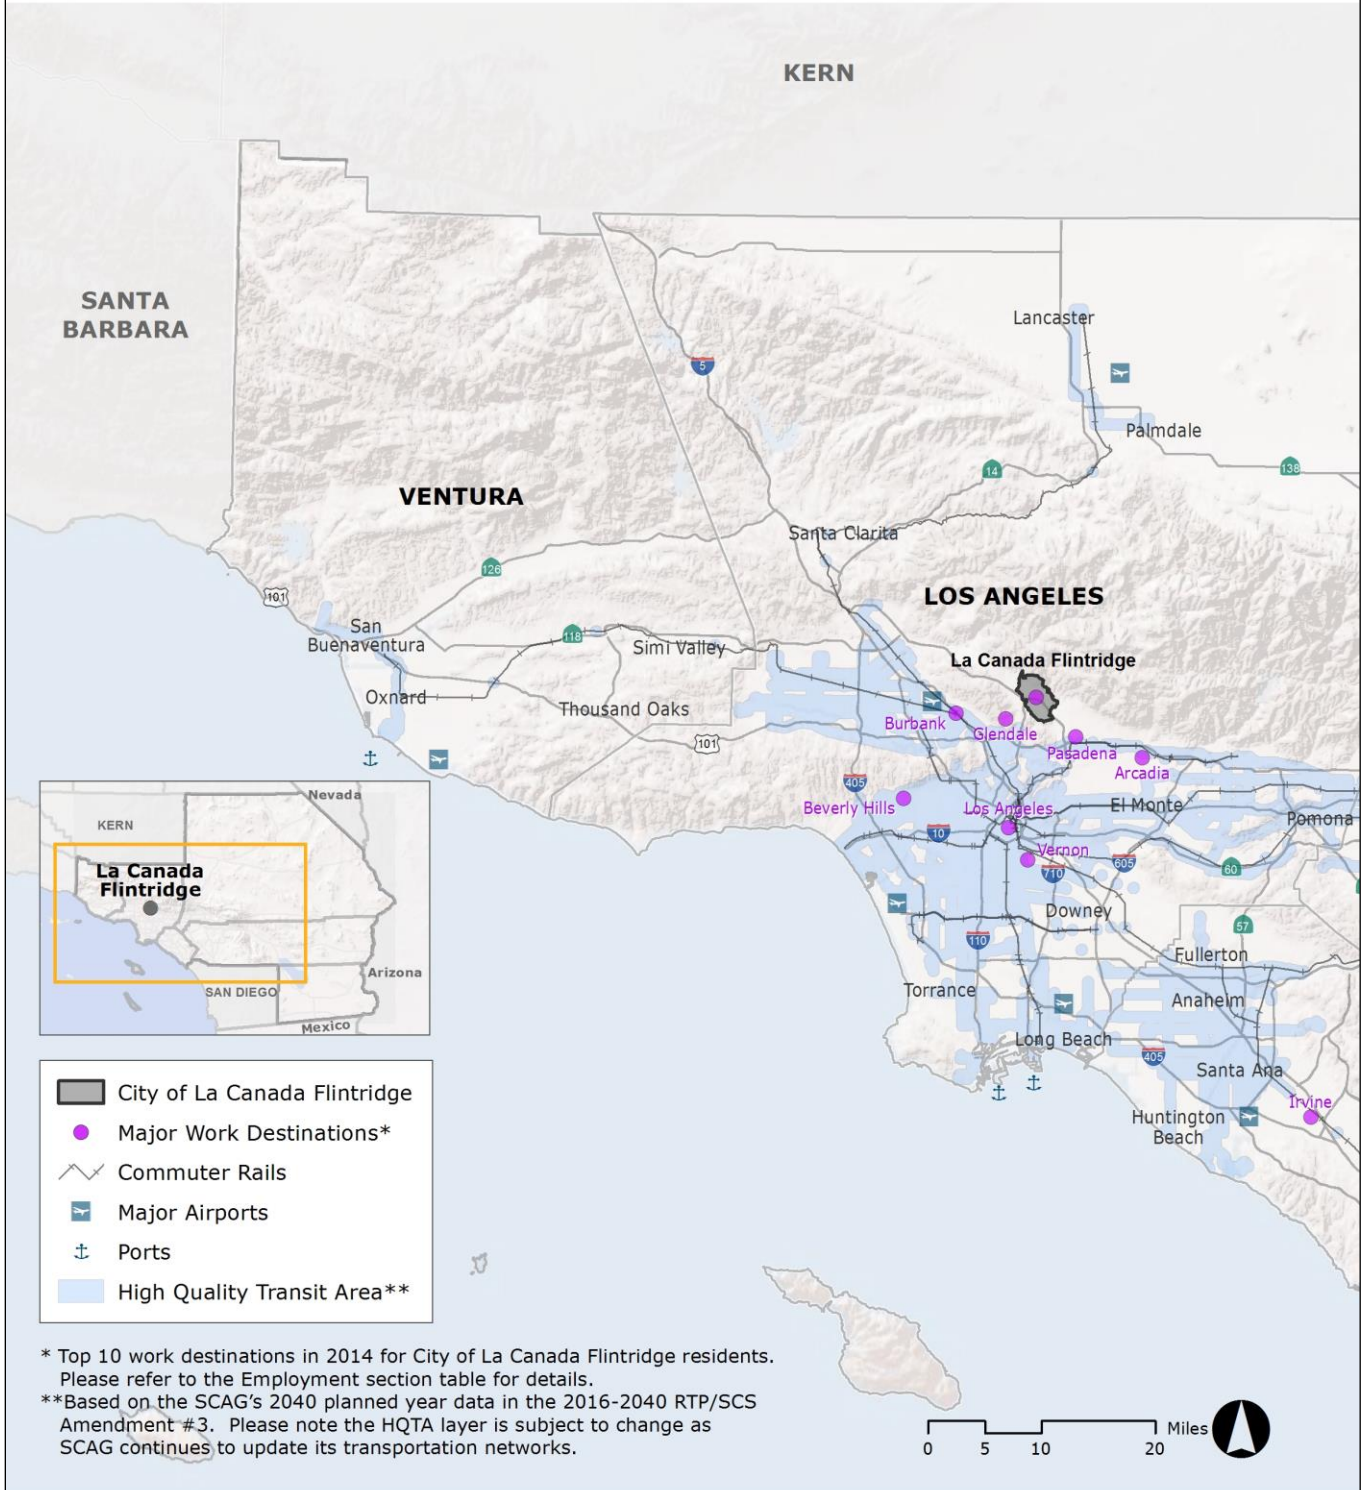 KERN
SANTA
BARBARA
Lancaster
5
Palmdale
14
138
VENTURA
Santa Clarita
126
LOS ANGELES
101
San
Buenaventura
118
Simi Valley
La Canada Flintridge
Oxnard
Thousand Oaks
Burbank
Glendale
101
Pasadena
Arcadia
405
Beverly Hills
Los Angeles
El Monte
Pomona
10
Vernon
605
60
710
Downey
57
110
Fullerton
Torrance
Anaheim
Long Beach
405
Santa Ana
Irvine
Huntington
Beach
Nevada
KERN
La Canada
Flintridge
Arizona
SAN DIEGO
Mexico
City of La Canada Flintridge
Major Work Destinations*
Commuter Rails
Major Airports
Ports
High Quality Transit Area**
* Top 10 work destinations in 2014 for City of La Canada Flintridge residents.
Please refer to the Employment section table for details.
**Based on the SCAG's 2040 planned year data in the 2016-2040 RTP/SCS
Amendment #3. Please note the HQTA layer is subject to change as
SCAG continues to update its transportation networks.
Miles
0 5 10 20